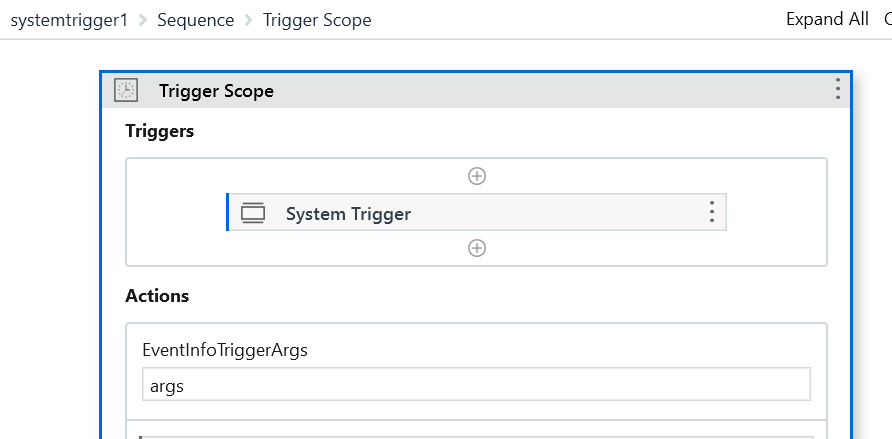 systemtrigger1 > Sequence > Trigger Scope
Expand All
Trigger Scope
Triggers
System Trigger
Actions
EventInfoTriggerArgs
args